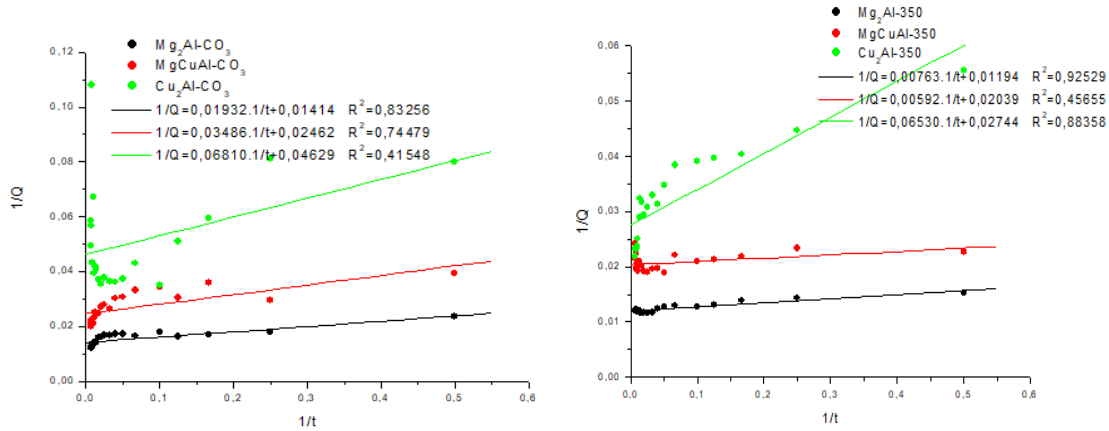 Mg2Al-CO3
MgCuAl-CO3
Cu2Al-CO3
1/Q=0,01932.1/t+0,01414 R2=0,83256
1/Q=0,03486.1/t+0,02462 R2=0,74479
1/Q=0,06810.1/t+0,04629 R2=0,41548
0,12
0,10
0,08
0,06
0,04
0,02
0,00
1/Q
0,0 0,1 0,2 0,3 0,4 0,5 0,6
1/t
Mg2Al-350
MgCuAl-350
Cu2Al-350
1/Q=0,00763.1/t+0,01194 R2=0,92529
1/Q=0,00592.1/t+0,02039 R2=0,45655
1/Q=0,06530.1/t+0,02744 R2=0,88358
0,06
0,05
0,04
0,03
0,02
0,01
0,00
1/Q
0,0 0,1 0,2 0,3 0,4 0,5 0,6
1/t